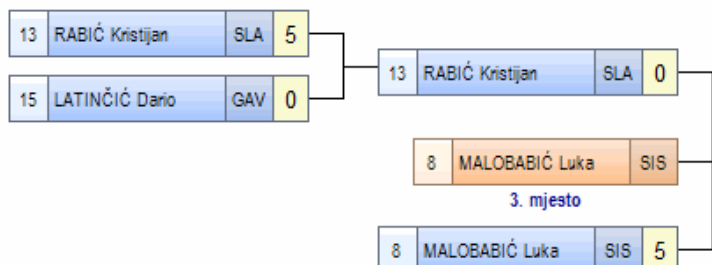 13 RABIĆ Kristijan SLA 5
15 LATINČIĆ Dario GAV 0
13 RABIĆ Kristijan SLA 0
8 MALOBABIĆ Luka SIS
3. mjesto
8 MALOBABIĆ Luka SIS 5